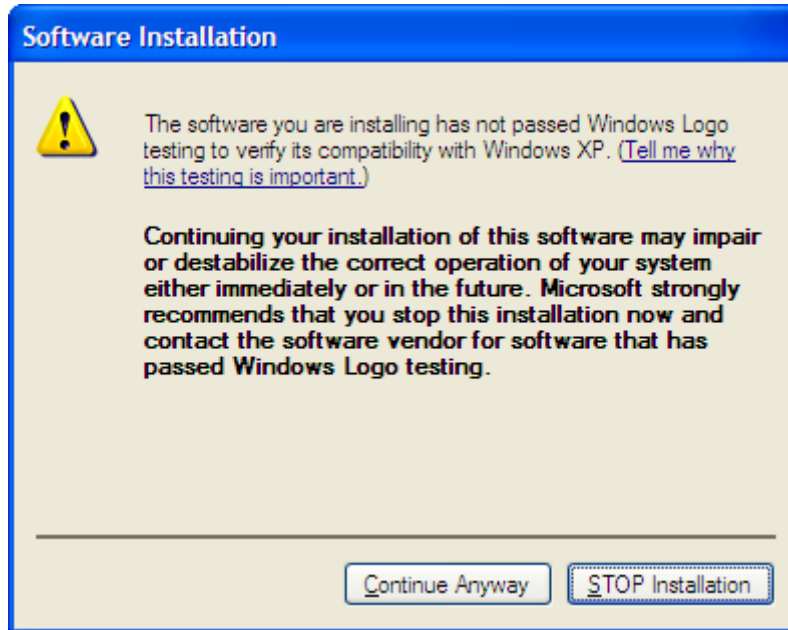 Software Installation
The software you are installing has not passed Windows Logo
testing to verify its compatibility with Windows XP. (Tell me why
this testing is important.)
Continuing your installation of this software may impair
or destabilize the correct operation of your system
either immediately or in the future. Microsoft strongly
recommends that you stop this installation now and
contact the software vendor for software that has
passed Windows Logo testing.
Continue Anyway
STOP Installation